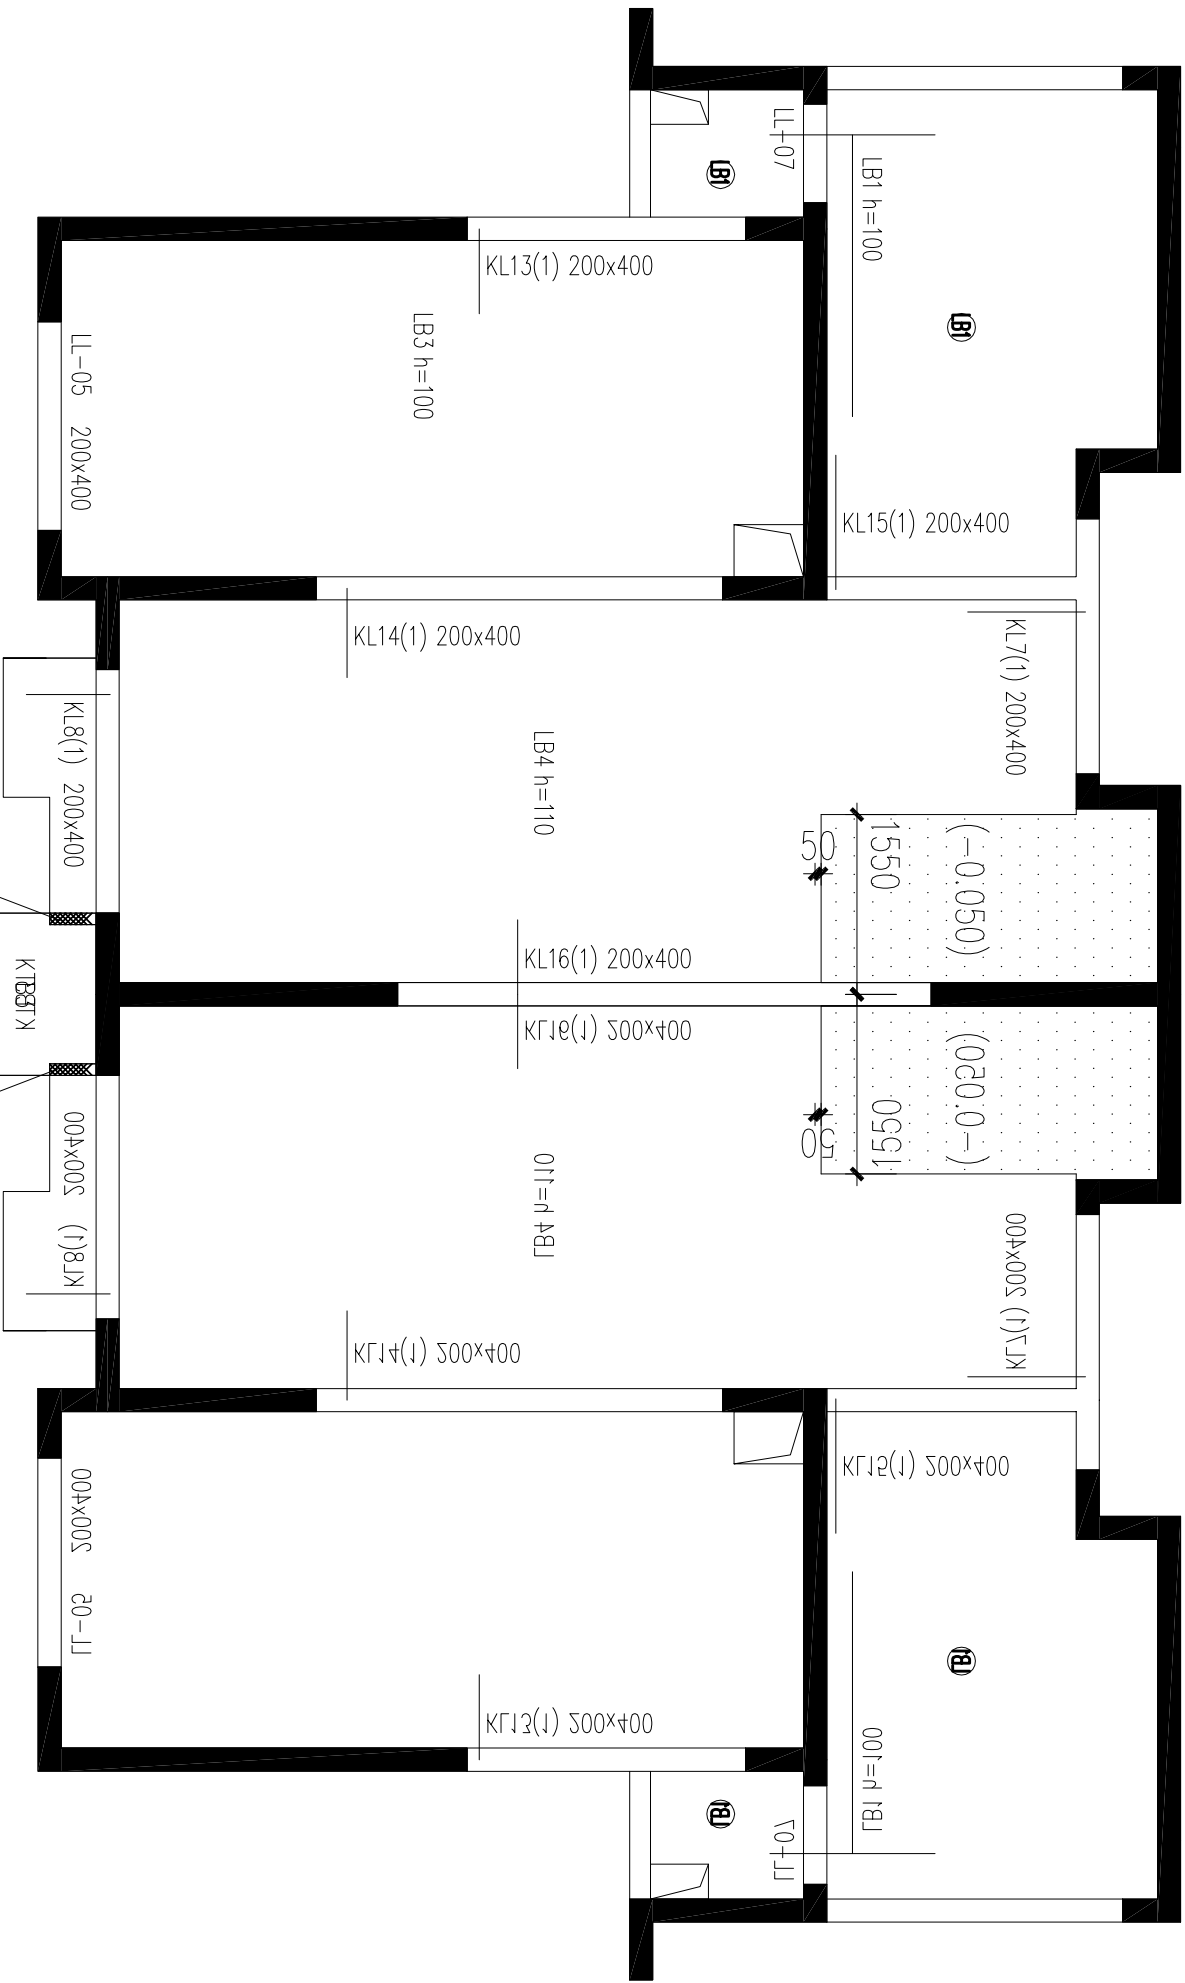 LL-07
LB1
LB1 h=100
KL13(1) 200x400
LB3 h=100
LB1
LL-05 200x400
KL15(1) 200x400
KL14(1) 200x400
KL7(1) 200x400
KL8(1) 200x400
LB4 h=110
50
1550
(-0.050)
KL16(1) 200x400
KL16(1) 200x400
(-0.050)
1550
50
KL8(1) 200x400
LB4 h=110
KL7(1) 200x400
KL14(1) 200x400
KL15(1) 200x400
LL-05 200x400
LB1
KL13(1) 200x400
LB1 h=100
LB1
LL-07